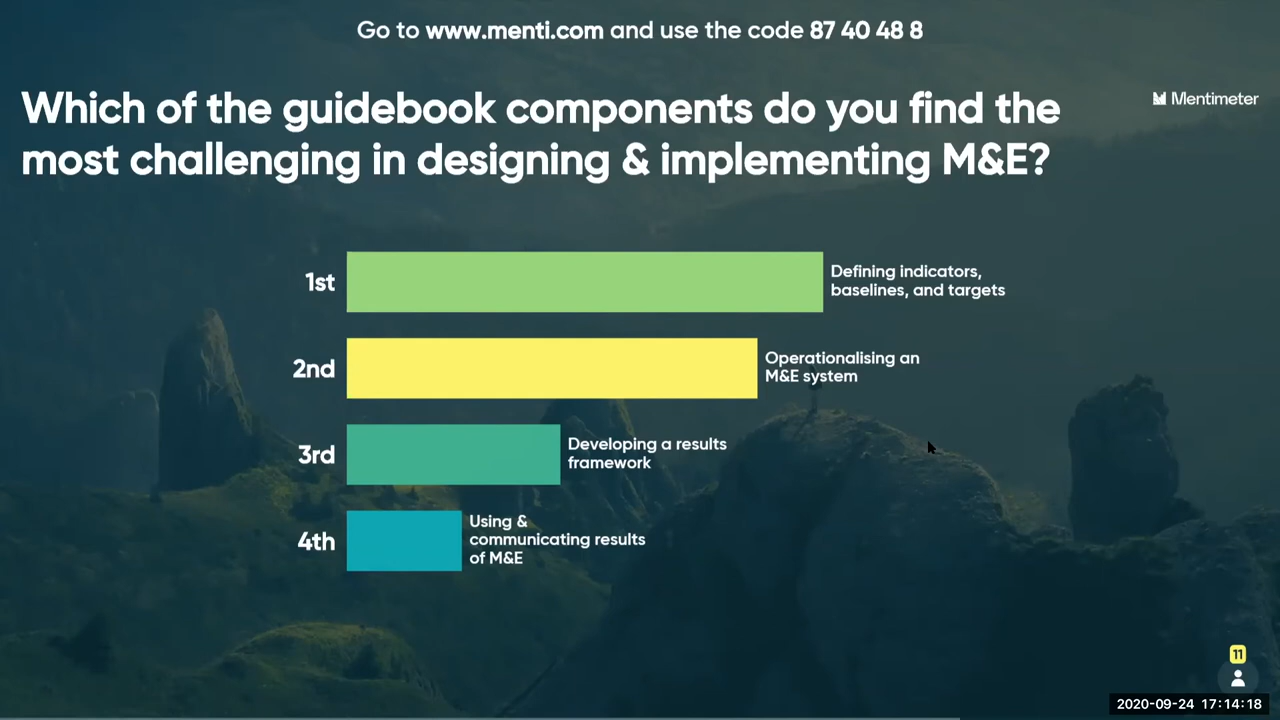 Go to www.menti.com and use the code 87 40 48 8
Which of the guidebook components do you find the
most challenging in designing & implementing M&E?
Mentimeter
1st
Defining indicators,
baselines, and targets
2nd
Operationalising an
M&E system
3rd
Developing a results
framework
4th
Using &
communicating results
of M&E
11
2020-09-24 17:14:18